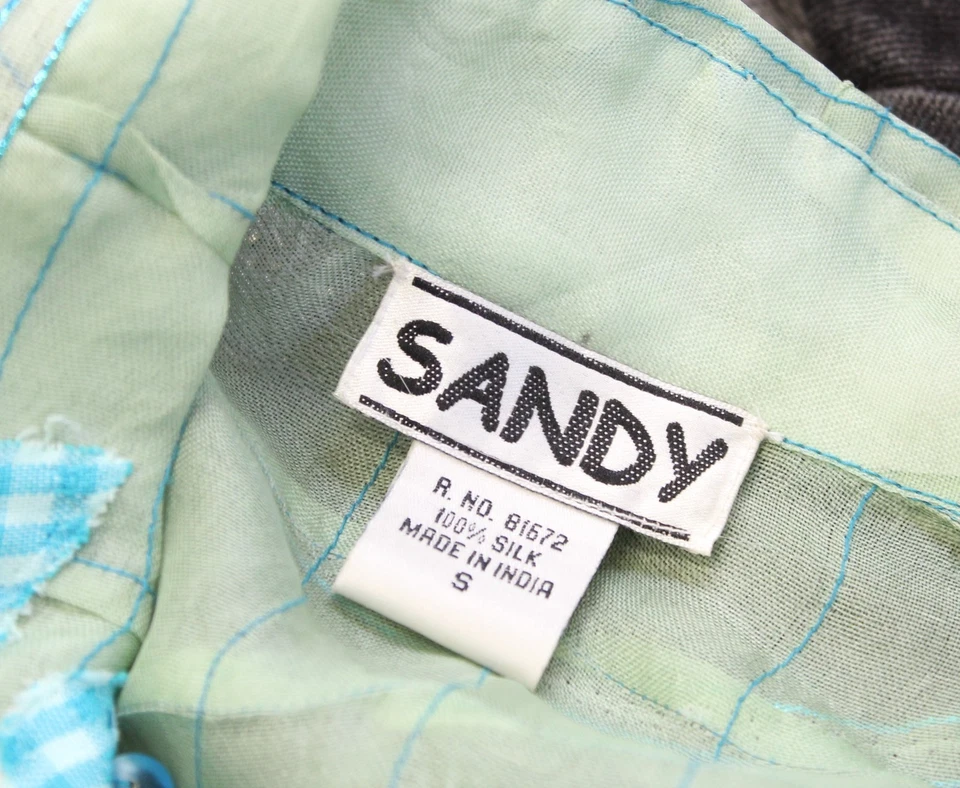 SANDY
R. NO. 81672
100% SILK
MADE IN INDIA
S